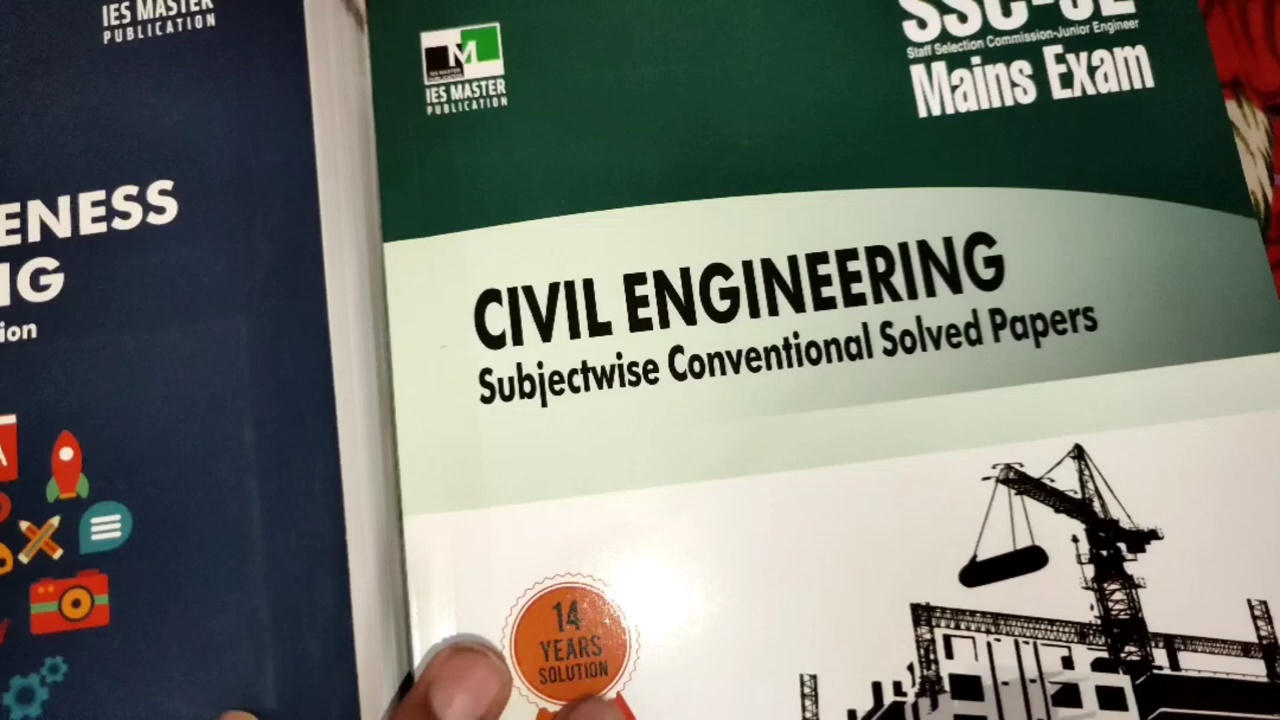 IES MASTER
PUBLICATION
ENESS
NG
ion
M
IES MASTER
PUBLICATION
SSC-JE
Staff Selection Commission-Junior Engineer
Mains Exam
CIVIL ENGINEERING
Subjectwise Conventional Solved Papers
14
YEARS
SOLUTION